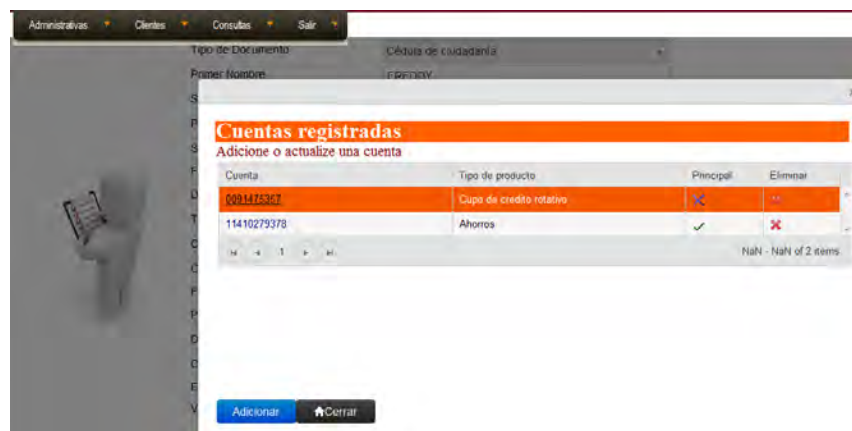 Administrativas Clientes Consultas Salir
Tipo de Documento Cédula de ciudadanía
Primer Nombre FREDDY
S
P
Cuentas registradas
S
Adicione o actualize una cuenta
F
Cuenta Tipo de producto Principal Eliminar
D
0091475357 Cupo de credito rotativo
T
11410279378 Ahorros
C
1 NaN - NaN of 2 items
C
F
P
D
C
E
V
Adicionar Cerrar